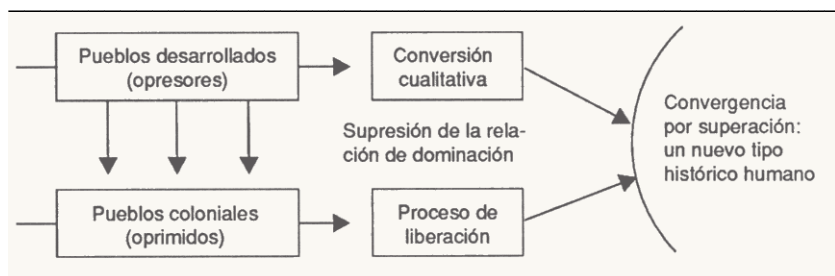 Pueblos desarrollados
(opresores)
Conversión
cualitativa
Supresión de la rela-
ción de dominación
Convergencia
por superación:
un nuevo tipo
histórico humano
Pueblos coloniales
(oprimidos)
Proceso de
liberación